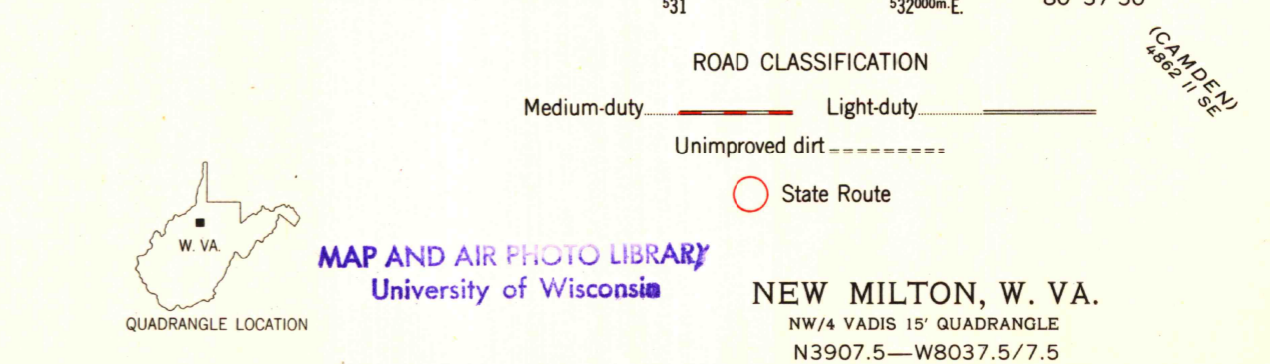 531 532000m.E.
(CAMDEN)
4862 II SE
ROAD CLASSIFICATION
Medium-duty Light-duty
Unimproved dirt
State Route
W. VA.
QUADRANGLE LOCATION
MAP AND AIR PHOTO LIBRARY
University of Wisconsin
NEW MILTON, W. VA.
NW/4 VADIS 15' QUADRANGLE
N3907.5—W8037.5/7.5